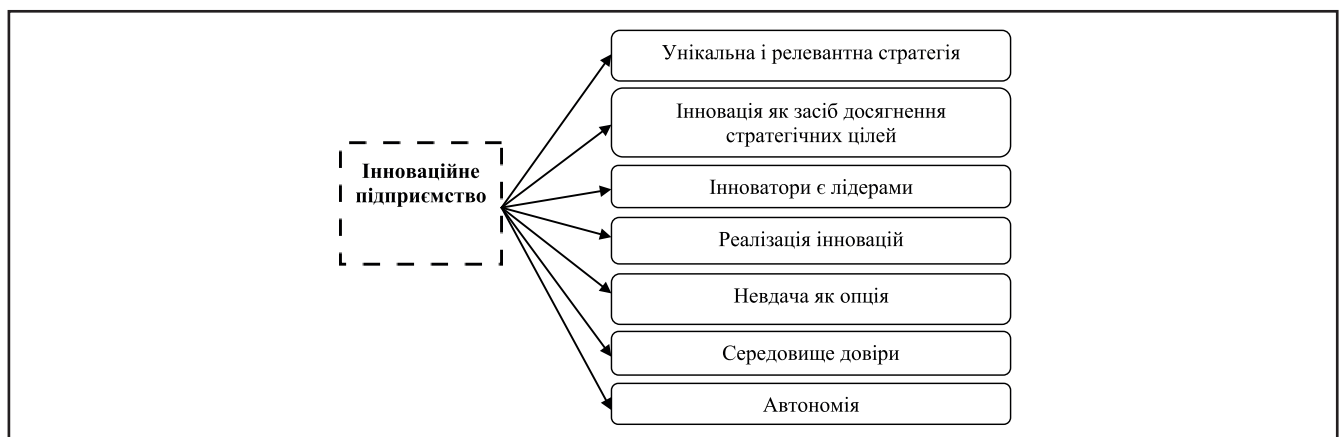 Унікальна і релевантна стратегія
Інновація як засіб досягнення
стратегічних цілей
Інноваційне
підприємство
Інноватори є лідерами
Реалізація інновацій
Невдача як опція
Середовище довіри
Автономія